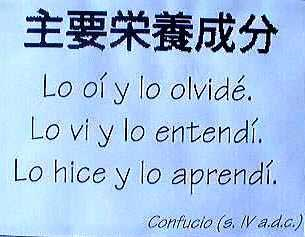 主要栄養成分
Lo oí y lo olvidé.
Lo vi y lo entendí.
Lo hice y lo aprendí.
Confucio (s. IV a.d.c.)